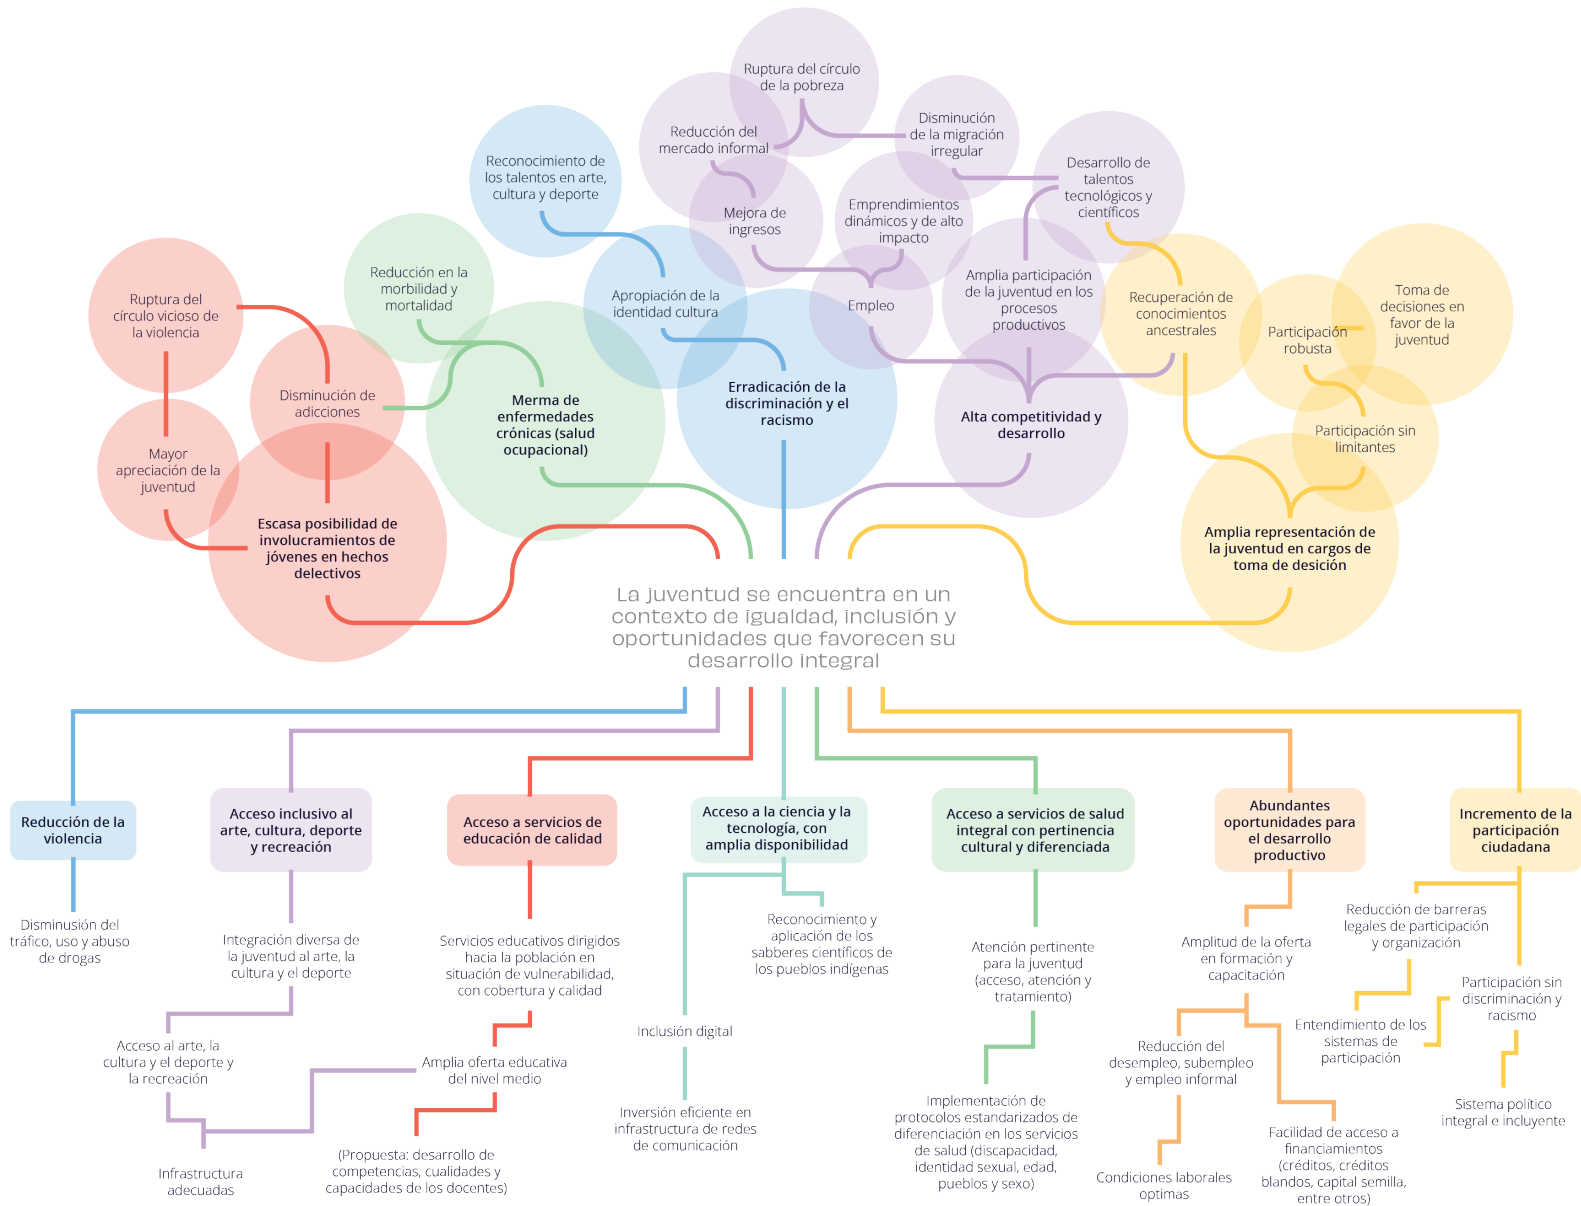 Ruptura del círculo
de la pobreza
Reducción del
mercado informal
Disminución
de la migración
irregular
Reconocimiento de
los talentos en arte,
cultura y deporte
Desarrollo de
talentos
tecnológicos y
científicos
Mejora de
ingresos
Emprendimientos
dinámicos y de alto
impacto
Reducción en la
morbilidad y
mortalidad
Apropiación de la
identidad cultura
Empleo
Amplia participación
de la juventud en los
procesos
productivos
Recuperación de
conocimientos
ancestrales
Toma de
decisiones en
favor de la
juventud
Participación
robusta
Ruptura del
círculo vicioso de
la violencia
Disminución de
adicciones
Merma de
enfermedades
crónicas (salud
ocupacional)
Erradicación de la
discriminación y el
racismo
Alta competitividad y
desarrollo
Participación sin
limitantes
Mayor
apreciación de la
juventud
Escasa posibilidad de
involucramientos de
jóvenes en hechos
delectivos
Amplia representación de
la juventud en cargos de
toma de desición
La juventud se encuentra en un
contexto de igualdad, inclusión y
oportunidades que favorecen su
desarrollo integral
Reducción de la
violencia
Acceso inclusivo al
arte, cultura, deporte
y recreación
Acceso a servicios de
educación de calidad
Acceso a la ciencia y la
tecnología, con
amplia disponibilidad
Acceso a servicios de salud
integral con pertinencia
cultural y diferenciada
Abundantes
oportunidades para
el desarrollo
productivo
Incremento de la
participación
ciudadana
Disminusión del
tráfico, uso y abuso
de drogas
Integración diversa de
la juventud al arte, la
cultura y el deporte
Servicios educativos dirigidos
hacia la población en
situación de vulnerabilidad,
con cobertura y calidad
Reconocimiento y
aplicación de los
sabberes científicos de
los pueblos indígenas
Atención pertinente
para la juventud
(acceso, atención y
tratamiento)
Amplitud de la oferta
en formación y
capacitación
Reducción de barreras
legales de participación
y organización
Participación sin
discriminación y
racismo
Inclusión digital
Entendimiento de los
sistemas de
participación
Acceso al arte, la
cultura y el deporte y
la recreación
Amplia oferta educativa
del nivel medio
Reducción del
desempleo, subempleo
y empleo informal
Inversión eficiente en
infrastructura de redes
de comunicación
Implementación de
protocolos estandarizados de
diferenciación en los servicios
de salud (discapacidad,
identidad sexual, edad,
pueblos y sexo)
Sistema político
integral e incluyente
Facilidad de acceso a
financiamientos
(créditos, créditos
blandos, capital semilla,
entre otros)
Infrastructura
adecuadas
(Propuesta: desarrollo de
competencias, cualidades y
capacidades de los docentes)
Condiciones laborales
optimas